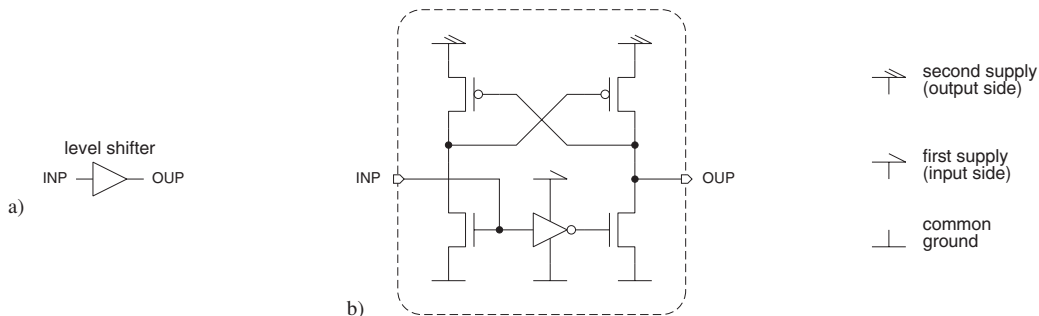 level shifter
INP
OUP
a)
INP
OUP
b)
second supply
(output side)
first supply
(input side)
common
ground